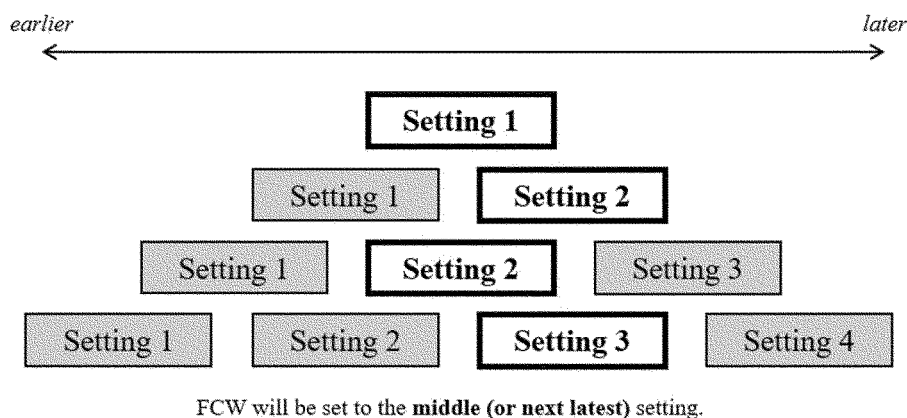 earlier later
Setting 1
Setting 1 Setting 2
Setting 1 Setting 2 Setting 3
Setting 1 Setting 2 Setting 3 Setting 4
FCW will be set to the middle (or next latest) setting.